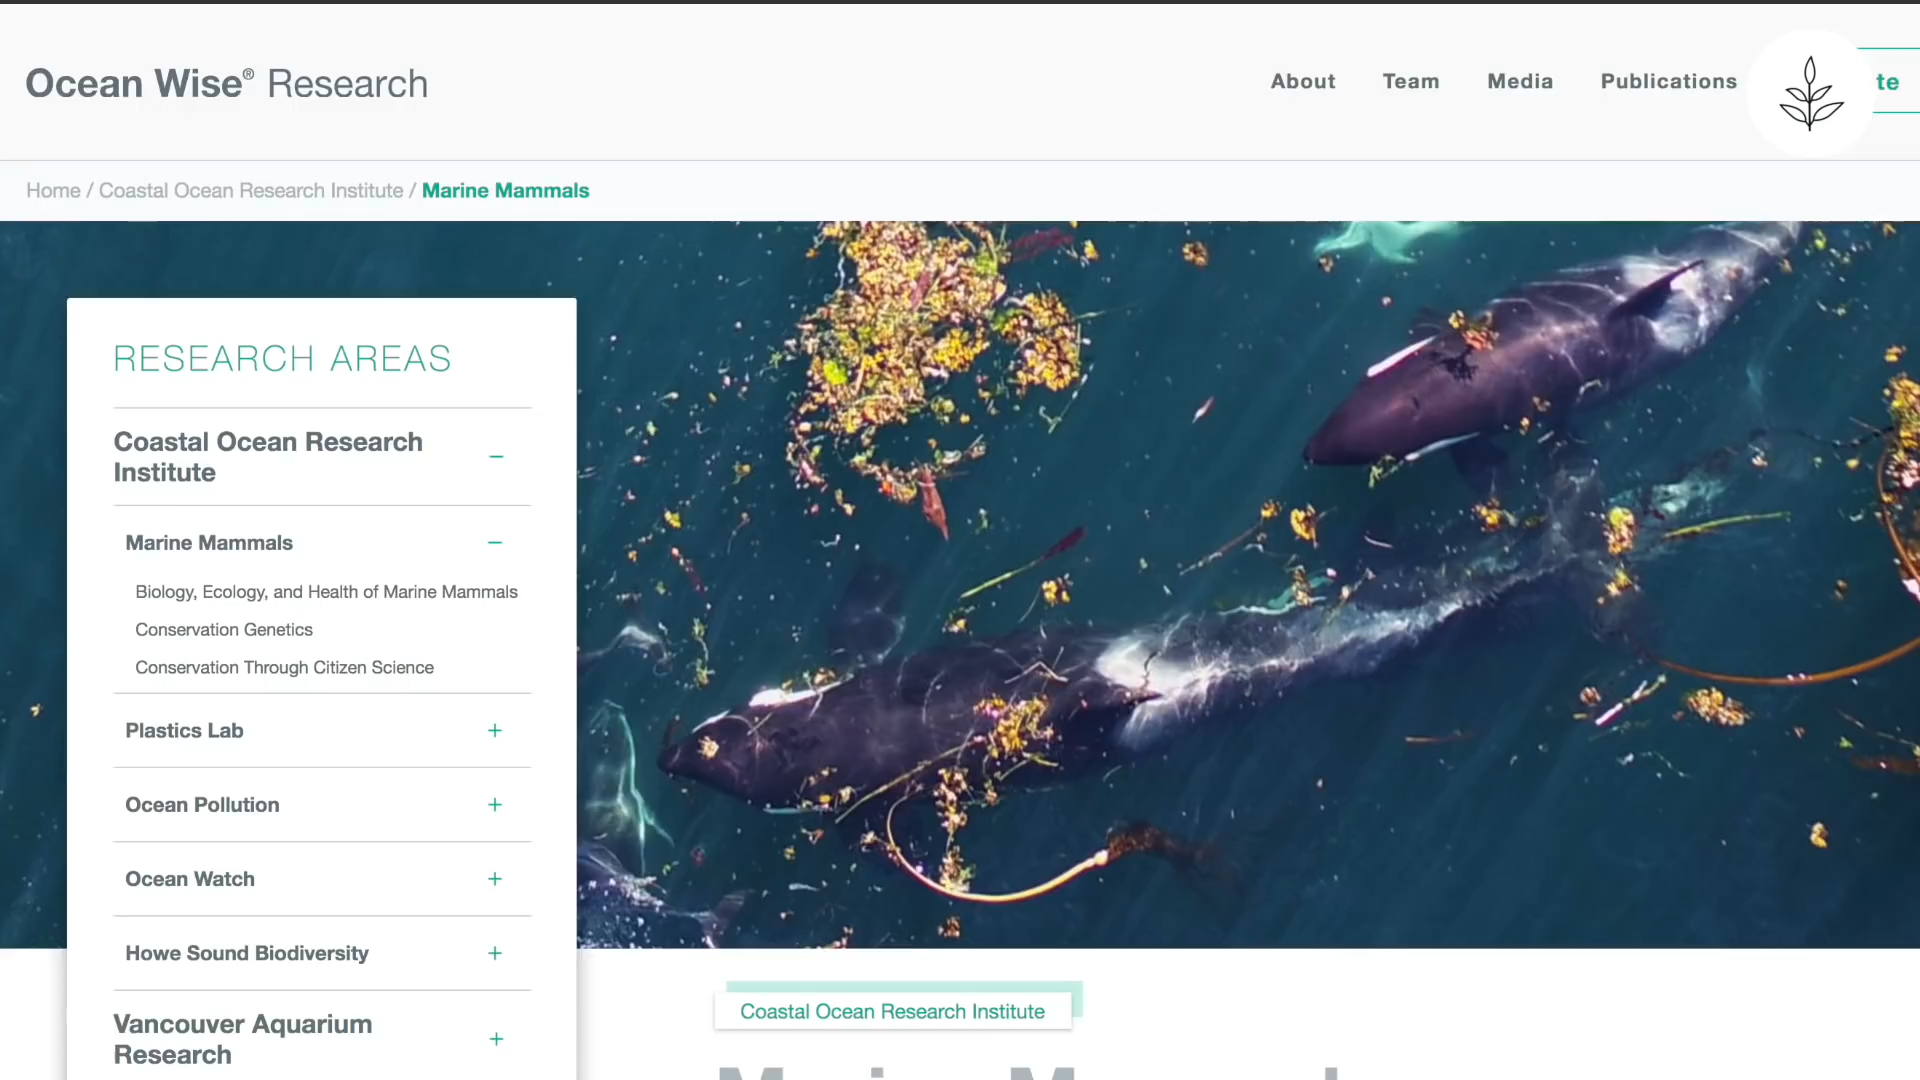 Ocean Wise® Research
About
Team
Media
Publications
te
Home / Coastal Ocean Research Institute / Marine Mammals
RESEARCH AREAS
Coastal Ocean Research
Institute
Marine Mammals
Biology, Ecology, and Health of Marine Mammals
Conservation Genetics
Conservation Through Citizen Science
Plastics Lab
Ocean Pollution
Ocean Watch
Howe Sound Biodiversity
Vancouver Aquarium
Research
Coastal Ocean Research Institute